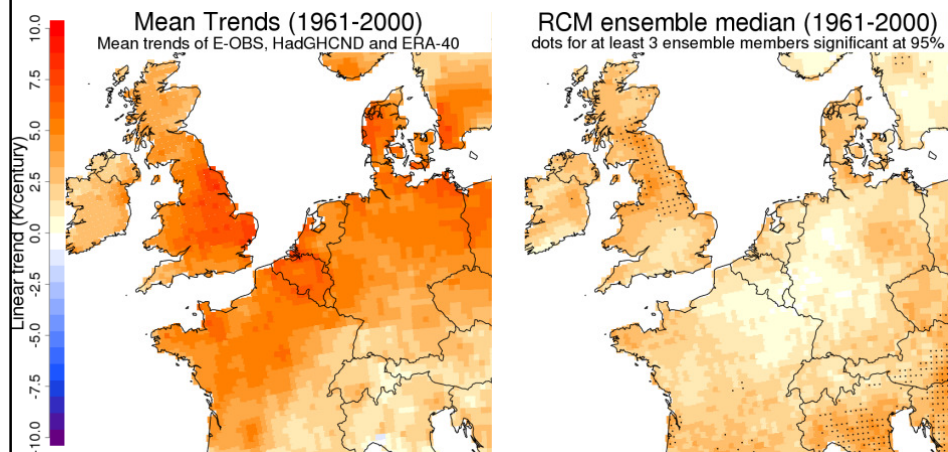 Mean Trends (1961-2000)
Mean trends of E-OBS, HadGHCND and ERA-40
RCM ensemble median (1961-2000)
dots for at least 3 ensemble members significant at 95%
Linear trend (K/century)
10.0
7.5
5.0
2.5
0.0
-2.5
-5.0
-7.5
-10.0